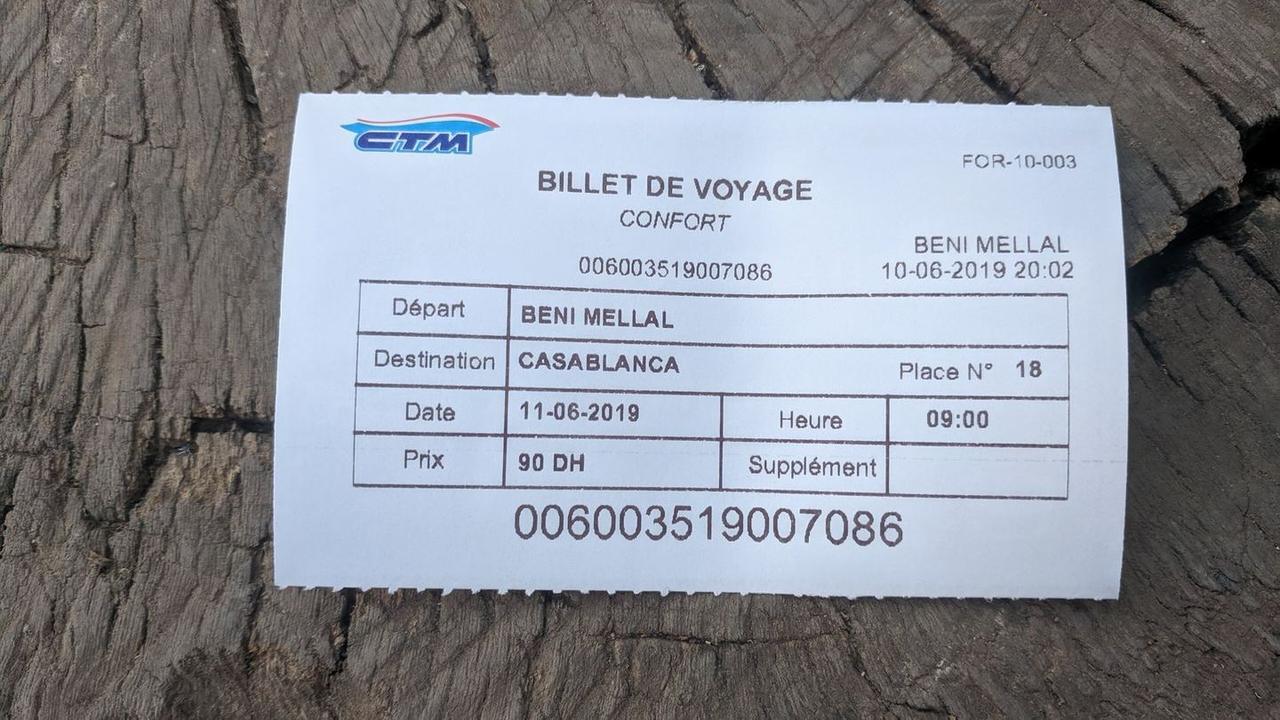 CTM
FOR-10-003
BILLET DE VOYAGE
CONFORT
BENI MELLAL
006003519007086 10-06-2019 20:02
Départ BENI MELLAL
Destination CASABLANCA Place N° 18
Date 11-06-2019 Heure 09:00
Prix 90 DH Supplément
006003519007086